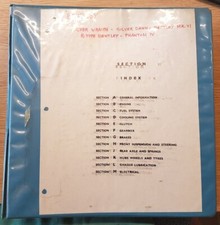 SECTION
INDEX
SECTION A GENERAL INFORMATION
SECTION B ENGINE
SECTION C FUEL SYSTEM
SECTION D COOLING SYSTEM
SECTION E CLUTCH
SECTION F GEARBOX
SECTION G BRAKES
SECTION H FRONT SUSPENSION AND STEERING
SECTION J REAR AXLE AND SPRINGS
SECTION K ROAD WHEELS AND TYRES
SECTION L CHASSIS LUBRICATION
SECTION M ELECTRICAL